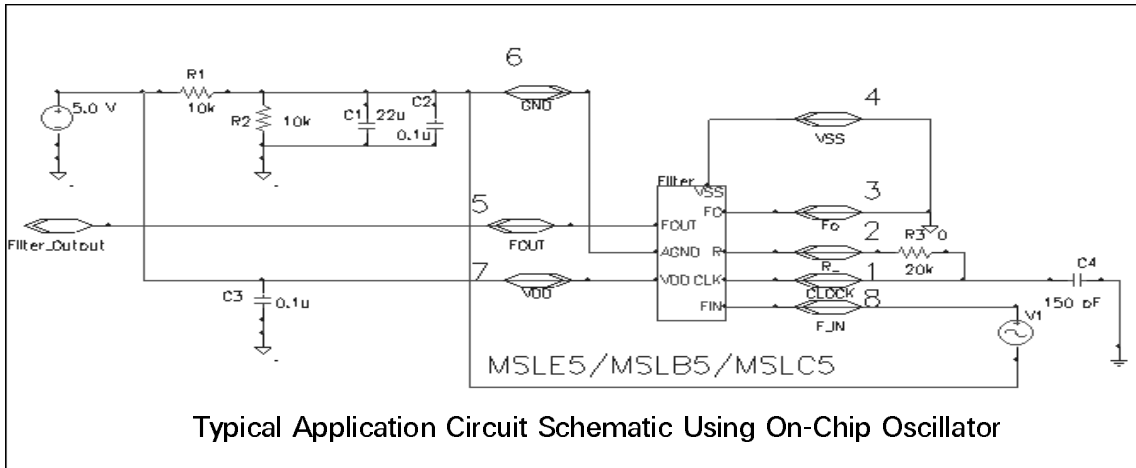 6
R1
10k
5.0 V
R2
10k
C1
22u
C2
0.1u
GND
4
VSS
Filter
VSS
3
FO
Fo
5
FOUT
FOUT
Filter_Output
2
R3
0
AGND
R
R_
20k
C4
7
VDD
VDD
CLK
1
CLOCK
150 pF
C3
0.1u
8
FIN
F_IN
V1
MSLE5/MSLB5/MSLC5
Typical Application Circuit Schematic Using On-Chip Oscillator